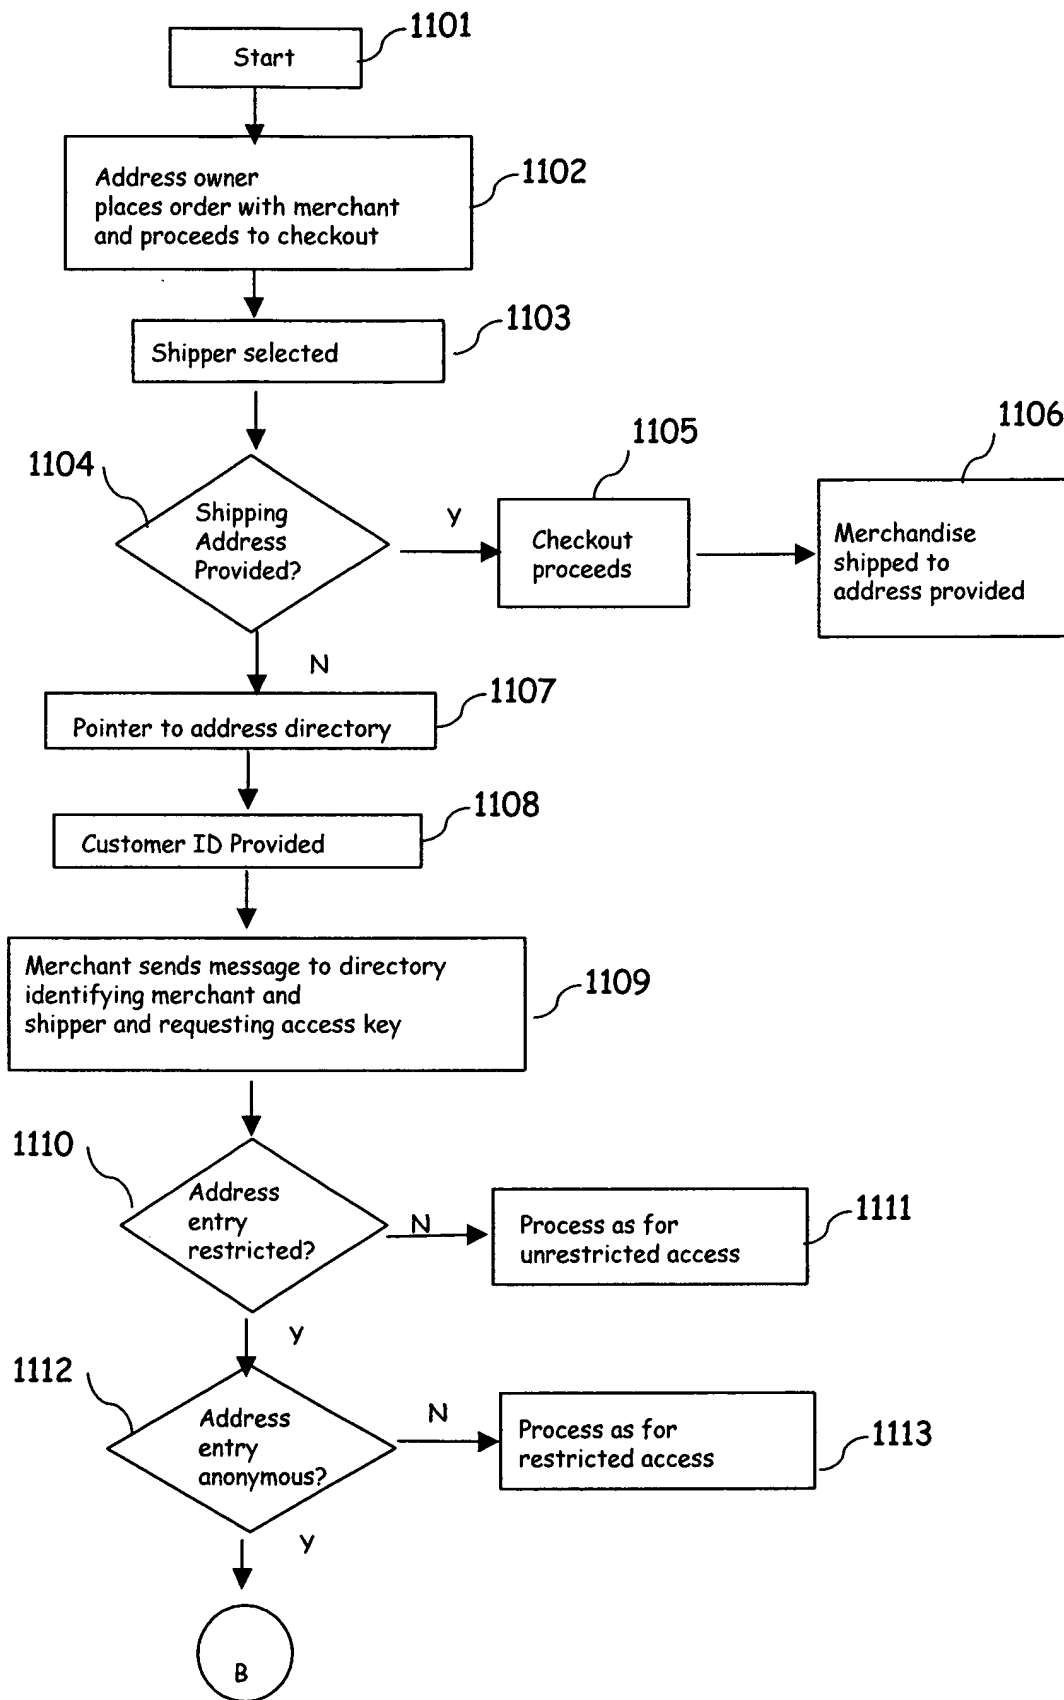 1101
Start
1102
Address owner
places order with merchant
and proceeds to checkout
1103
Shipper selected
1104
Shipping
Address
Provided?
Y
1105
Checkout
proceeds
1106
Merchandise
shipped to
address provided
N
1107
Pointer to address directory
1108
Customer ID Provided
1109
Merchant sends message to directory
identifying merchant and
shipper and requesting access key
1110
Address
entry
restricted?
N
1111
Process as for
unrestricted access
Y
1112
Address
entry
anonymous?
N
1113
Process as for
restricted access
Y
B